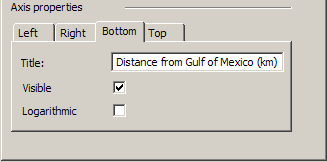 Axis properties
Left Right Bottom Top
Title: Distance from Gulf of Mexico (km)
Visible
Logarithmic